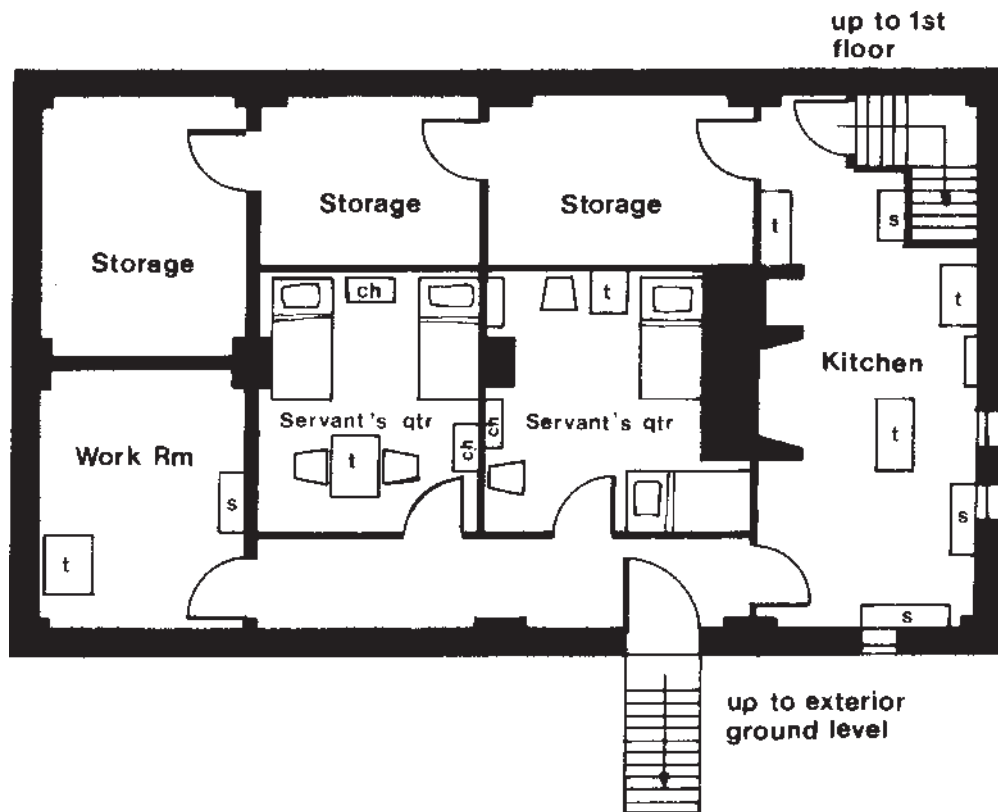 up to 1st
floor
Storage
Storage
Storage
t
s
ch
t
t
Kitchen
Servant's qtr
ch
Servant's qtr
t
Work Rm
t
ch
s
s
t
s
up to exterior
ground level